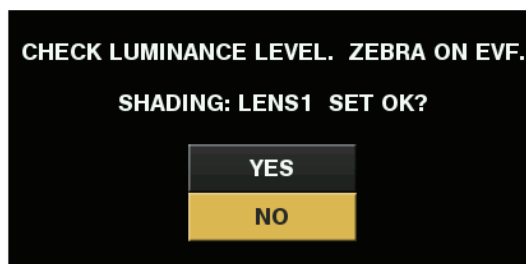 CHECK LUMINANCE LEVEL. ZEBRA ON EVF.
SHADING: LENS1 SET OK?
YES
NO